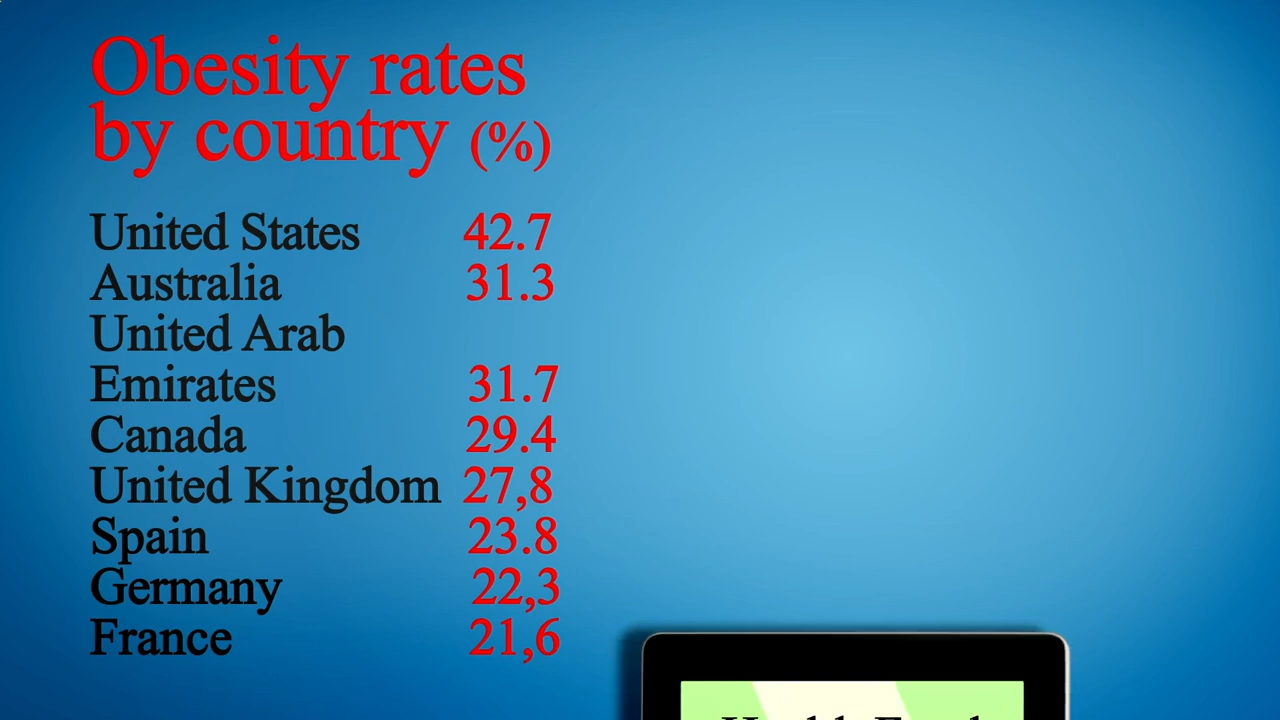 Obesity rates
by country (%)
United States 42.7
Australia 31.3
United Arab
Emirates 31.7
Canada 29.4
United Kingdom 27,8
Spain 23.8
Germany 22,3
France 21,6